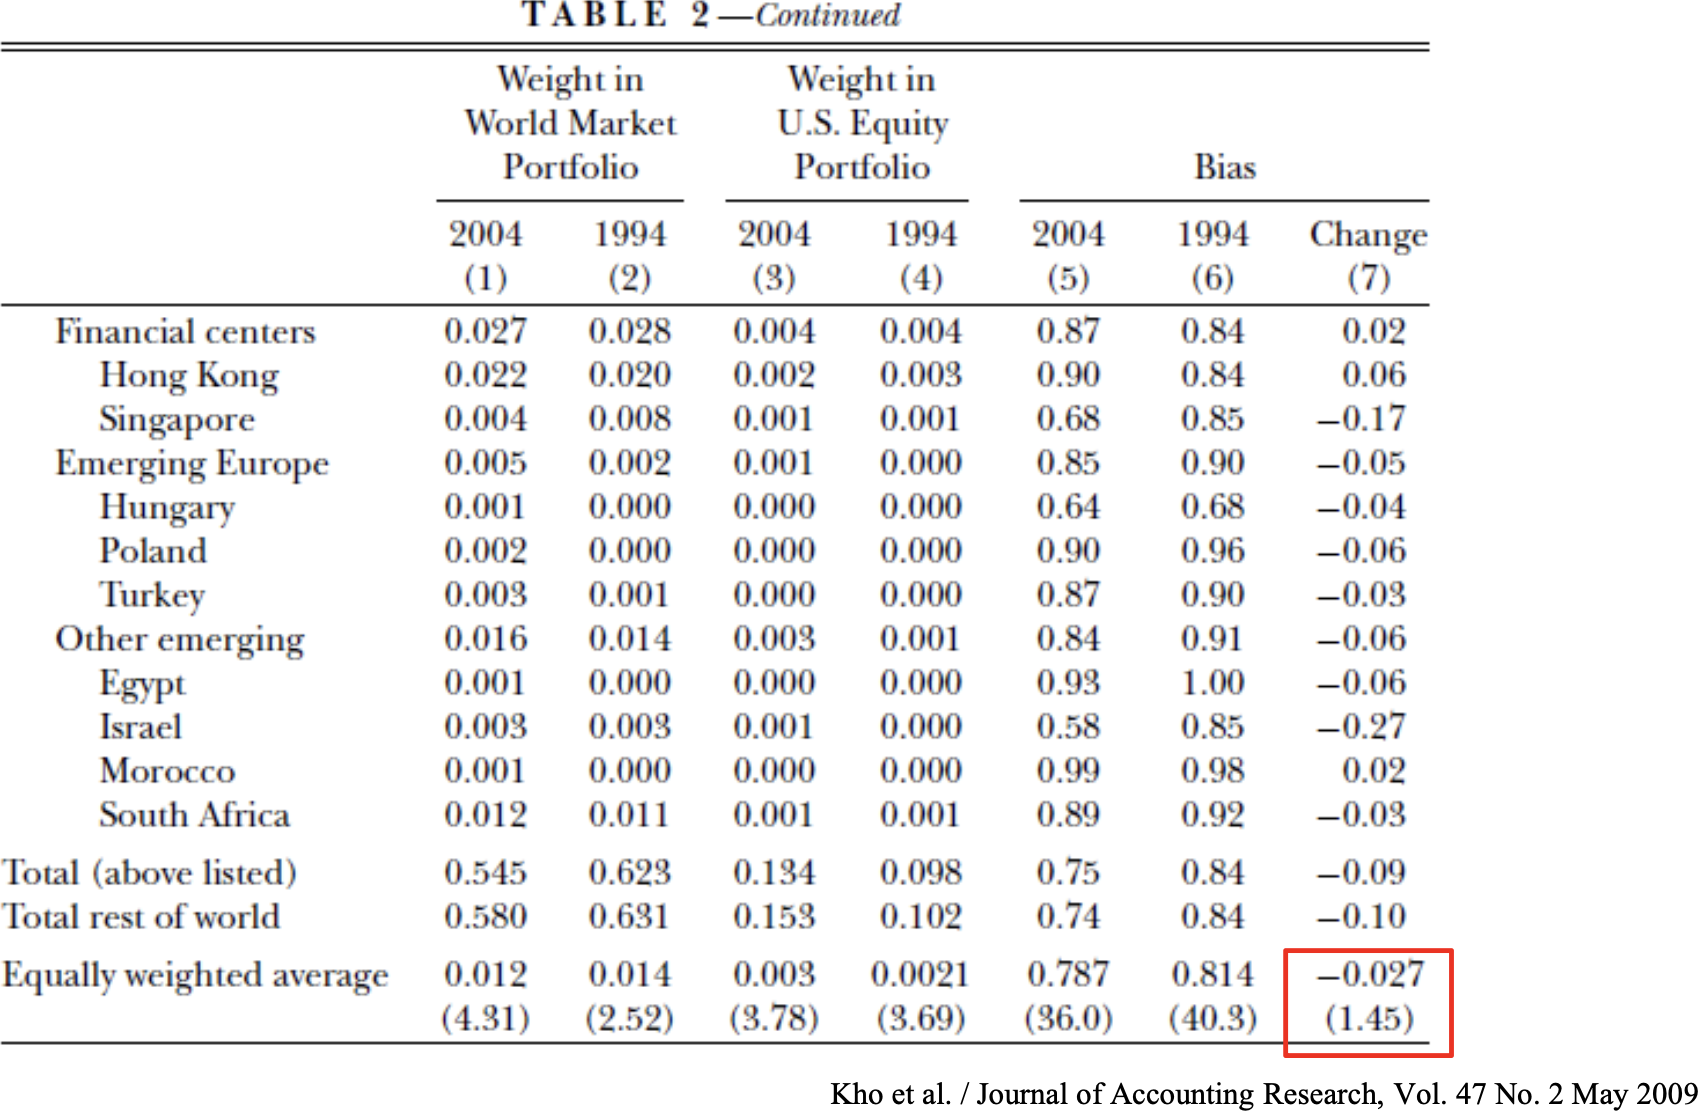 TABLE 2—Continued
Weight in World Market Portfolio Weight in U.S. Equity Portfolio Bias
2004 1994 2004 1994 2004 1994 Change
(1) (2) (3) (4) (5) (6) (7)
Financial centers 0.027 0.028 0.004 0.004 0.87 0.84 0.02
Hong Kong 0.022 0.020 0.002 0.003 0.90 0.84 0.06
Singapore 0.004 0.008 0.001 0.001 0.68 0.85 −0.17
Emerging Europe 0.005 0.002 0.001 0.000 0.85 0.90 −0.05
Hungary 0.001 0.000 0.000 0.000 0.64 0.68 −0.04
Poland 0.002 0.000 0.000 0.000 0.90 0.96 −0.06
Turkey 0.003 0.001 0.000 0.000 0.87 0.90 −0.03
Other emerging 0.016 0.014 0.003 0.001 0.84 0.91 −0.06
Egypt 0.001 0.000 0.000 0.000 0.93 1.00 −0.06
Israel 0.003 0.003 0.001 0.000 0.58 0.85 −0.27
Morocco 0.001 0.000 0.000 0.000 0.99 0.98 0.02
South Africa 0.012 0.011 0.001 0.001 0.89 0.92 −0.03
Total (above listed) 0.545 0.623 0.134 0.098 0.75 0.84 −0.09
Total rest of world 0.580 0.631 0.153 0.102 0.74 0.84 −0.10
Equally weighted average 0.012 0.014 0.003 0.0021 0.787 0.814 −0.027
(4.31) (2.52) (3.78) (3.69) (36.0) (40.3) (1.45)
Kho et al. / Journal of Accounting Research, Vol. 47 No. 2 May 2009